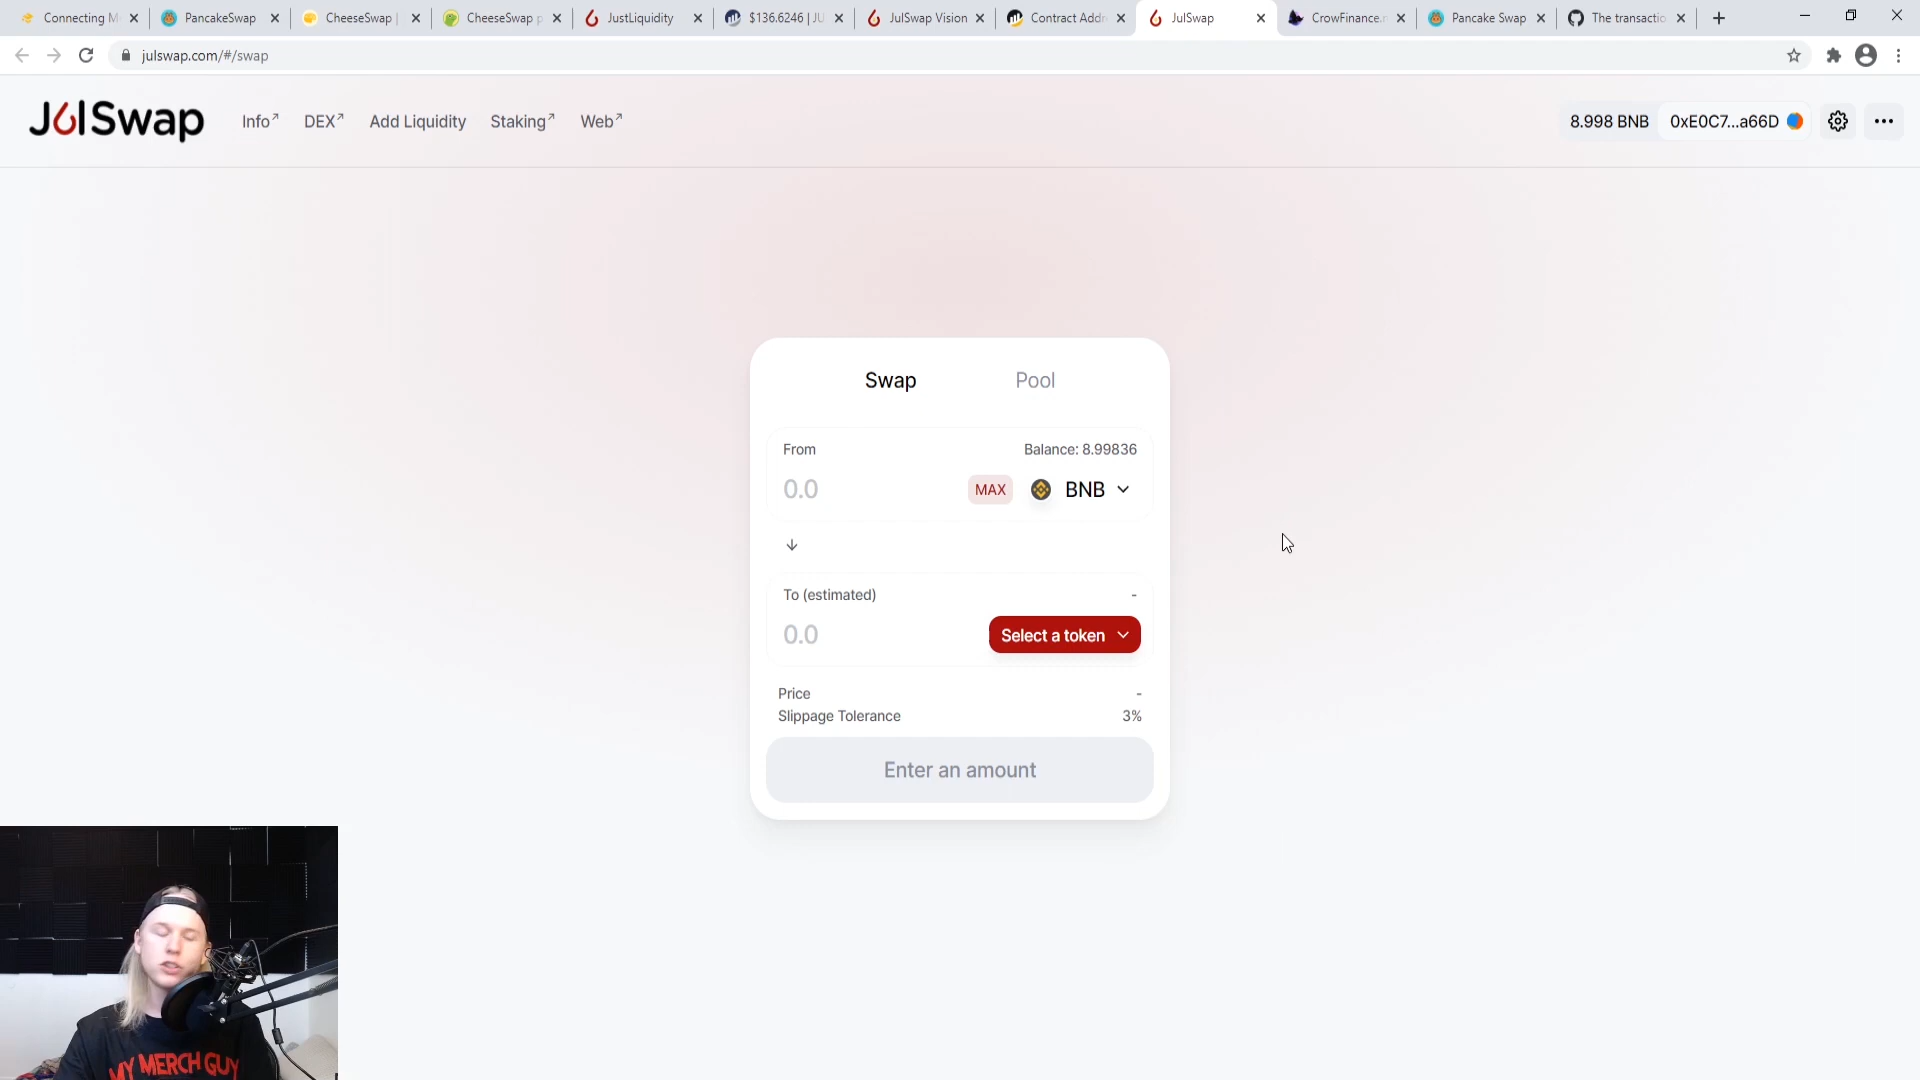 Connecting M
PancakeSwap
CheeseSwap |
CheeseSwap p
JustLiquidity
$136.6246 | JU
JulSwap Vision
Contract Addr
JulSwap
CrowFinance.n
Pancake Swap
The transactio
julswap.com/#/swap
JulSwap
Info↗
DEX↗
Add Liquidity
Staking↗
Web↗
8.998 BNB
0xE0C7...a66D
Swap
Pool
From
Balance: 8.99836
0.0
MAX
BNB
To (estimated)
-
0.0
Select a token
Price
-
Slippage Tolerance
3%
Enter an amount
MY MERCH GUY